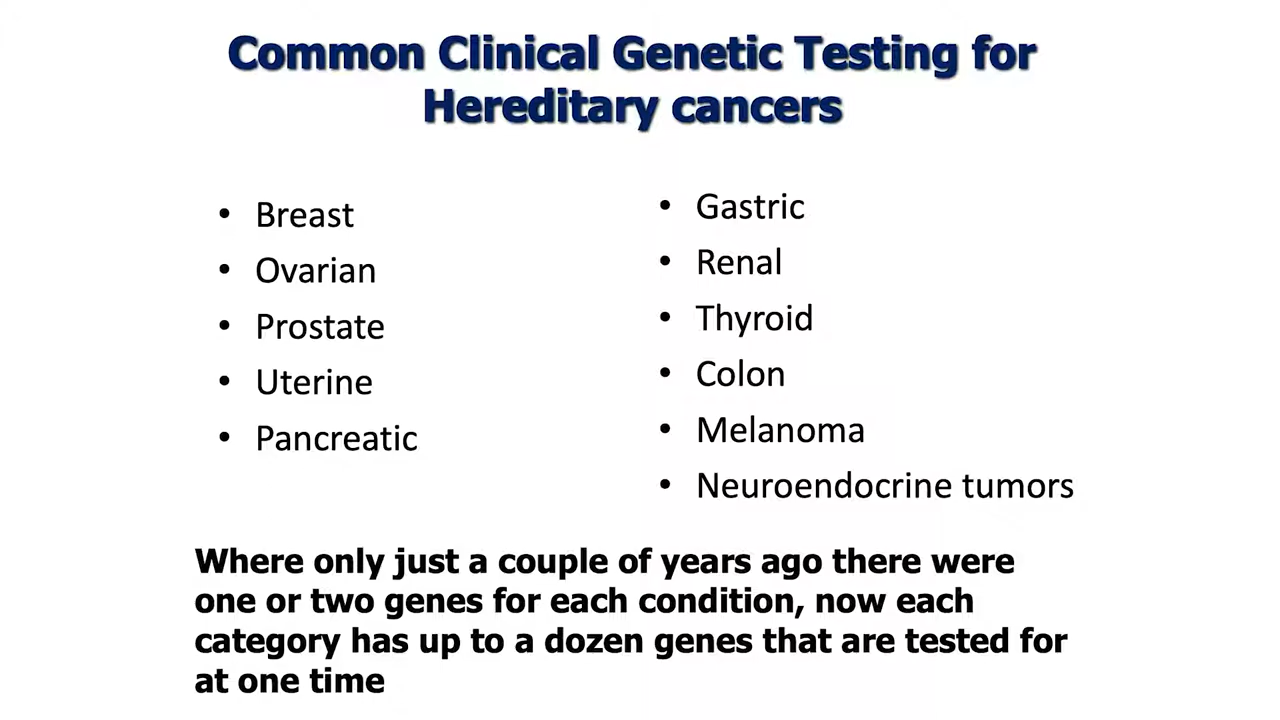 Common Clinical Genetic Testing for
Hereditary cancers
• Breast
• Ovarian
• Prostate
• Uterine
• Pancreatic
• Gastric
• Renal
• Thyroid
• Colon
• Melanoma
• Neuroendocrine tumors
Where only just a couple of years ago there were
one or two genes for each condition, now each
category has up to a dozen genes that are tested for
at one time